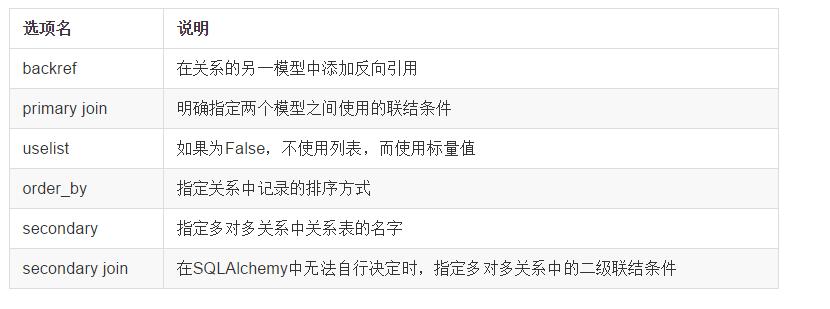 选项名 说明
backref 在关系的另一模型中添加反向引用
primary join 明确指定两个模型之间使用的联结条件
uselist 如果为False，不使用列表，而使用标量值
order_by 指定关系中记录的排序方式
secondary 指定多对多关系中关系表的名字
secondary join 在SQLAlchemy中无法自行决定时，指定多对多关系中的二级联结条件